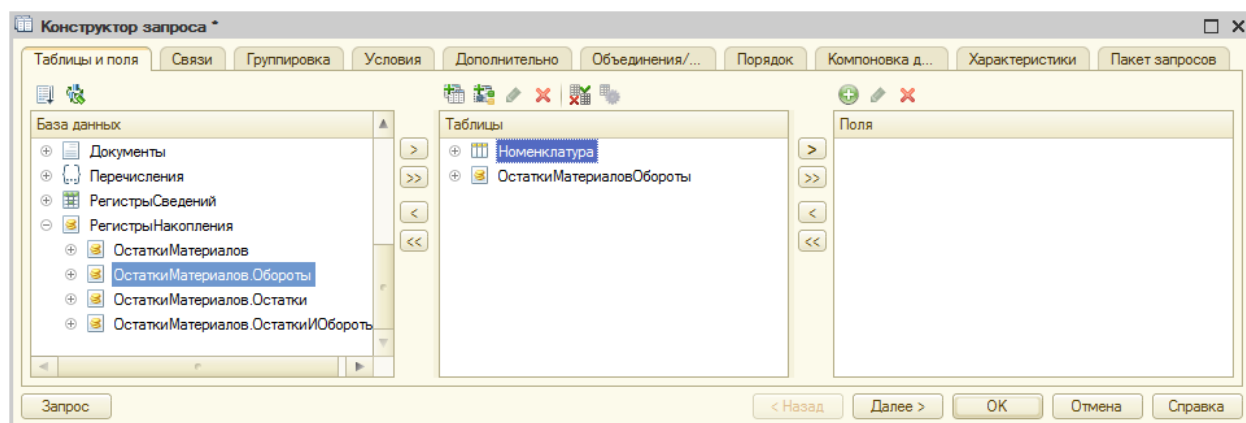 Конструктор запроса *
Таблицы и поля Связи Группировка Условия Дополнительно Объединения/... Порядок Компоновка д... Характеристики Пакет запросов
База данных Таблицы Поля
Документы > Номенклатура >
Перечисления >> ОстаткиМатериаловОбороты >>
РегистрыСведений
РегистрыНакопления < <
ОстаткиМатериалов << <<
ОстаткиМатериалов.Обороты
ОстаткиМатериалов.Остатки
ОстаткиМатериалов.ОстаткиИОбороть
Запрос < Назад Далее > OK Отмена Справка